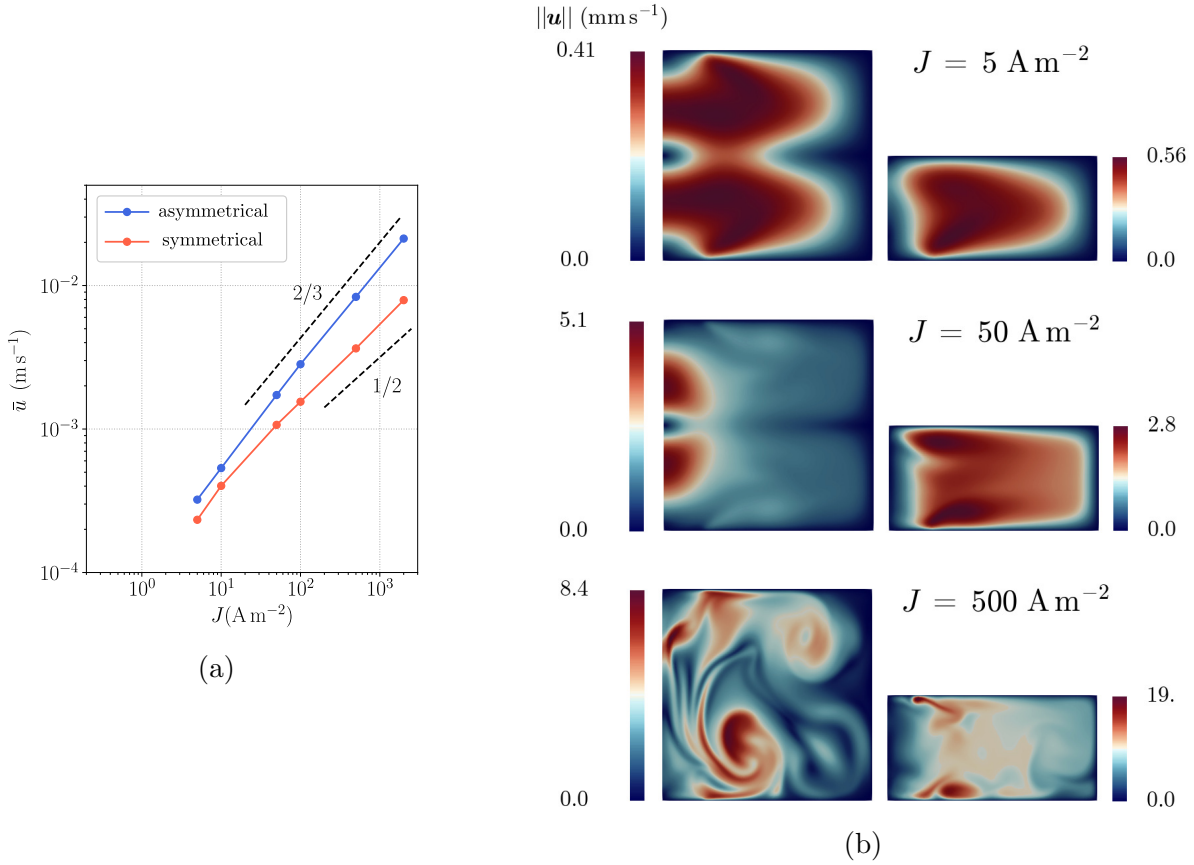 asymmetrical
symmetrical
2/3
1/2
10⁻²
10⁻³
10⁻⁴
ū (m s⁻¹)
10⁰ 10¹ 10² 10³
J(A m⁻²)
(a)
||u|| (mm s⁻¹)
0.41
0.0
J = 5 A m⁻²
0.56
0.0
5.1
0.0
J = 50 A m⁻²
2.8
0.0
8.4
0.0
J = 500 A m⁻²
19.
0.0
(b)